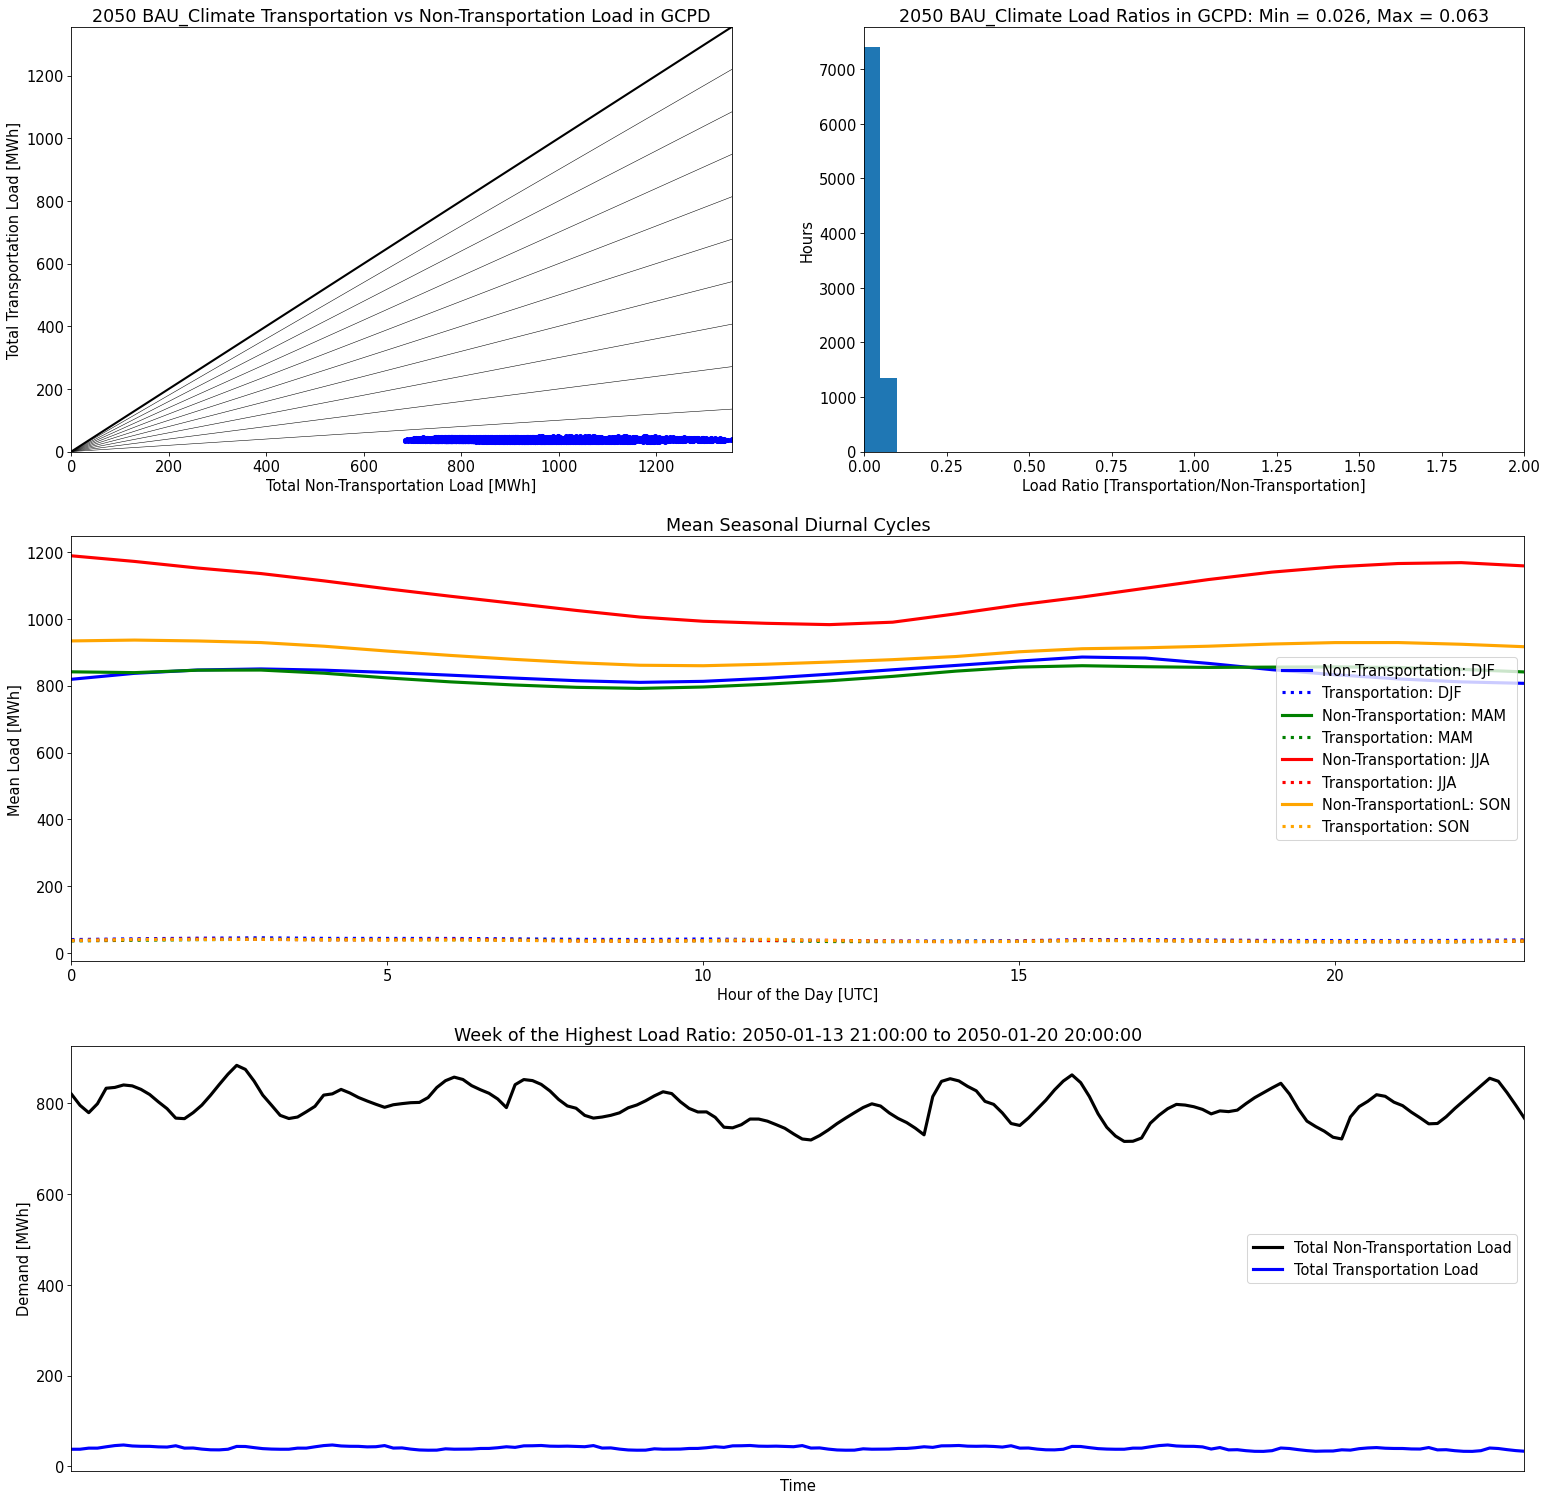 2050 BAU_Climate Transportation vs Non-Transportation Load in GCPD
Total Transportation Load [MWh]
1200
1000
800
600
400
200
0
0 200 400 600 800 1000 1200
Total Non-Transportation Load [MWh]
2050 BAU_Climate Load Ratios in GCPD: Min = 0.026, Max = 0.063
Hours
7000
6000
5000
4000
3000
2000
1000
0
0.00 0.25 0.50 0.75 1.00 1.25 1.50 1.75 2.00
Load Ratio [Transportation/Non-Transportation]
Mean Seasonal Diurnal Cycles
Mean Load [MWh]
1200
1000
800
600
400
200
0
Non-Transportation: DJF
Transportation: DJF
Non-Transportation: MAM
Transportation: MAM
Non-Transportation: JJA
Transportation: JJA
Non-TransportationL: SON
Transportation: SON
0 5 10 15 20
Hour of the Day [UTC]
Week of the Highest Load Ratio: 2050-01-13 21:00:00 to 2050-01-20 20:00:00
Demand [MWh]
800
600
400
200
0
Total Non-Transportation Load
Total Transportation Load
Time